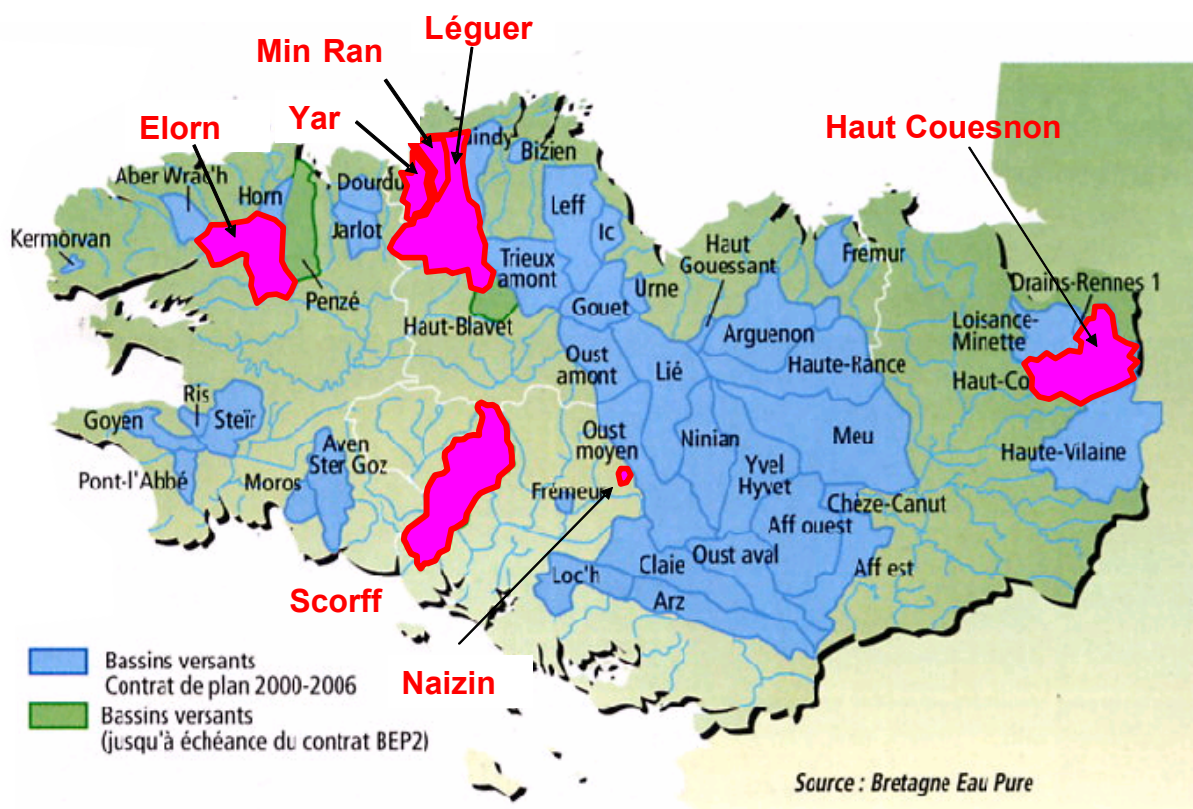 Léguer
Min Ran
Yar
Elorn
Haut Couesnon
uindy
Bizien
Aber Wrac'h
Horn
Dourdu
Leff
Ic
Jarlot
Kermorvan
Trieux
amont
Haut
Gouessant
Frémur
Penzé
Urne
Drains-Rennes 1
Gouet
Haut-Blavet
Loisance-
Minette
Arguenon
Oust
amont
Lié
Haute-Rance
Haut-Co
Ris
Goyen
Steïr
Oust
moyen
Ninian
Meu
Aven
Ster Goz
Haute-Vilaine
Pont-l'Abbé
Moros
Yvel
Hyvet
Frémeur
Chèze-Canut
Aff ouest
Oust aval
Claie
Aff est
Loc'h
Arz
Scorff
Naizin
Bassins versants
Contrat de plan 2000-2006
Bassins versants
(jusqu'à échéance du contrat BEP2)
Source : Bretagne Eau Pure